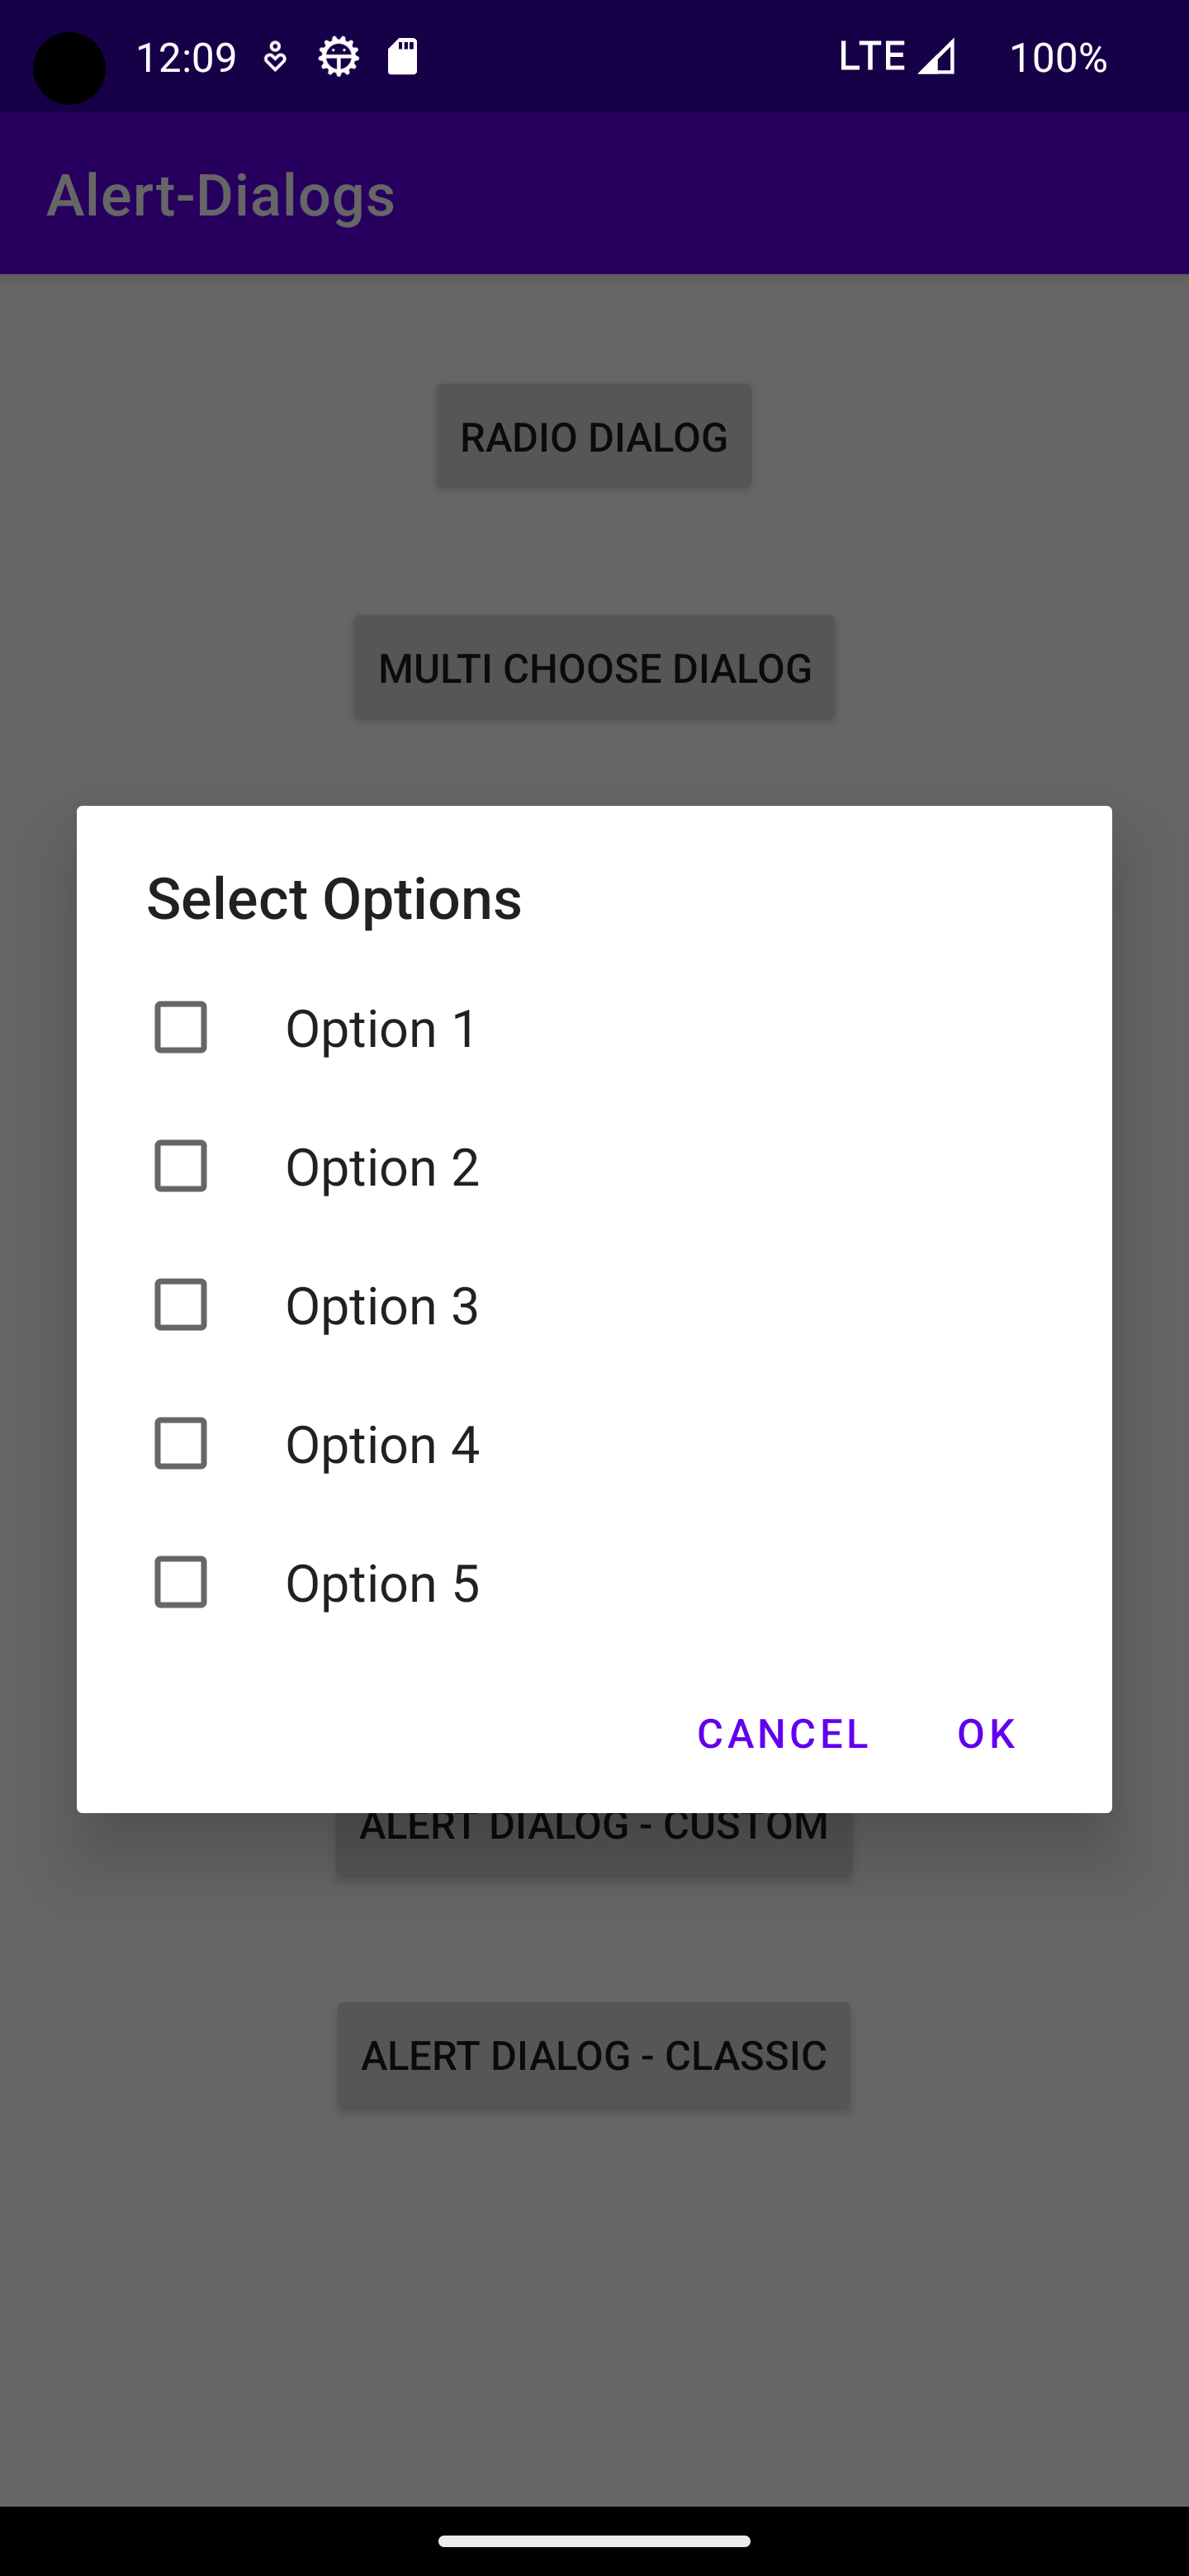 12:09
LTE 100%
Alert-Dialogs
RADIO DIALOG
MULTI CHOOSE DIALOG
Select Options
Option 1
Option 2
Option 3
Option 4
Option 5
CANCEL OK
ALERT DIALOG - CUSTOM
ALERT DIALOG - CLASSIC